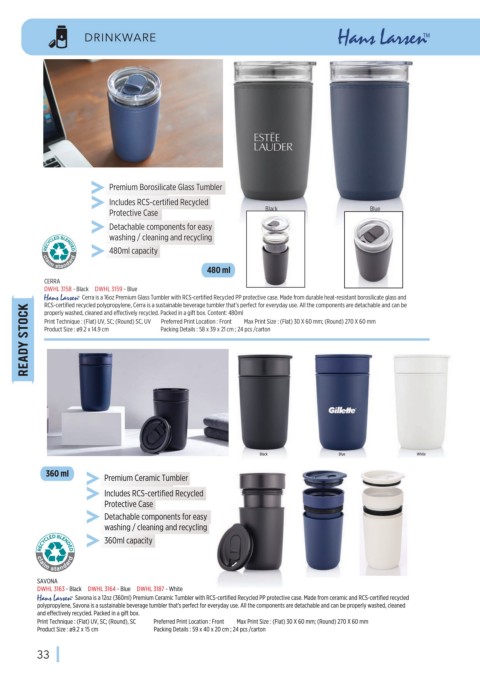 DRINKWARE
Hans Larsen™
ESTĒE
LAUDER
Black
Blue
Premium Borosilicate Glass Tumbler
Includes RCS-certified Recycled
Protective Case
Detachable components for easy
washing / cleaning and recycling
480ml capacity
RECYCLED BLENDED
claim standard
480 ml
CERRA
DWHL 3158 - Black DWHL 3159 - Blue
Hans Larsen Cerra is a 16oz Premium Glass Tumbler with RCS-certified Recycled PP protective case. Made from durable heat-resistant borosilicate glass and
RCS-certified recycled polypropylene, Cerra is a sustainable beverage tumbler that's perfect for everyday use. All the components are detachable and can be
properly washed, cleaned and effectively recycled. Packed in a gift box. Content: 480ml
Print Technique : (Flat) UV, SC; (Round) SC, UV Preferred Print Location : Front Max Print Size : (Flat) 30 X 60 mm; (Round) 270 X 60 mm
Product Size : ø9.2 x 14.9 cm Packing Details : 58 x 39 x 21 cm ; 24 pcs./carton
READY STOCK
Gillette
Black
Blue
White
360 ml
Premium Ceramic Tumbler
Includes RCS-certified Recycled
Protective Case
Detachable components for easy
washing / cleaning and recycling
360ml capacity
RECYCLED BLENDED
claim standard
SAVONA
DWHL 3163 - Black DWHL 3164 - Blue DWHL 3187 - White
Hans Larsen Savona is a 12oz (360ml) Premium Ceramic Tumbler with RCS-certified Recycled PP protective case. Made from ceramic and RCS-certified recycled
polypropylene, Savona is a sustainable beverage tumbler that's perfect for everyday use. All the components are detachable and can be properly washed, cleaned
and effectively recycled. Packed in a gift box.
Print Technique : (Flat) UV, SC; (Round), SC Preferred Print Location : Front Max Print Size : (Flat) 30 X 60 mm; (Round) 270 X 60 mm
Product Size : ø9.2 x 15 cm Packing Details : 59 x 40 x 20 cm ; 24 pcs./carton
33